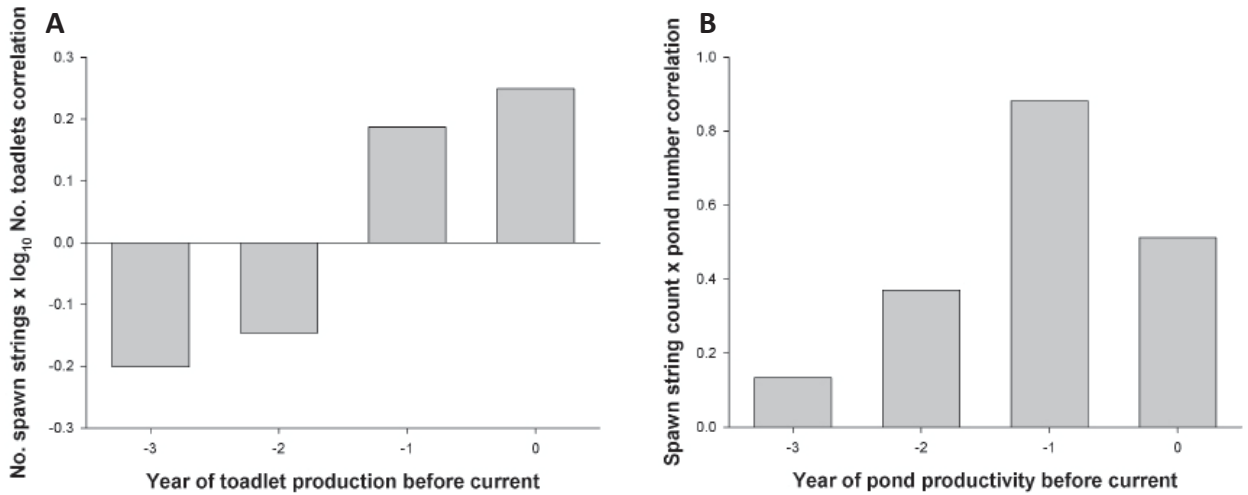 A
No. spawn strings x log10 No. toadlets correlation
0.3
0.2
0.1
0.0
-0.1
-0.2
-0.3
-3 -2 -1 0
Year of toadlet production before current
B
Spawn string count x pond number correlation
1.0
0.8
0.6
0.4
0.2
0.0
-3 -2 -1 0
Year of pond productivity before current